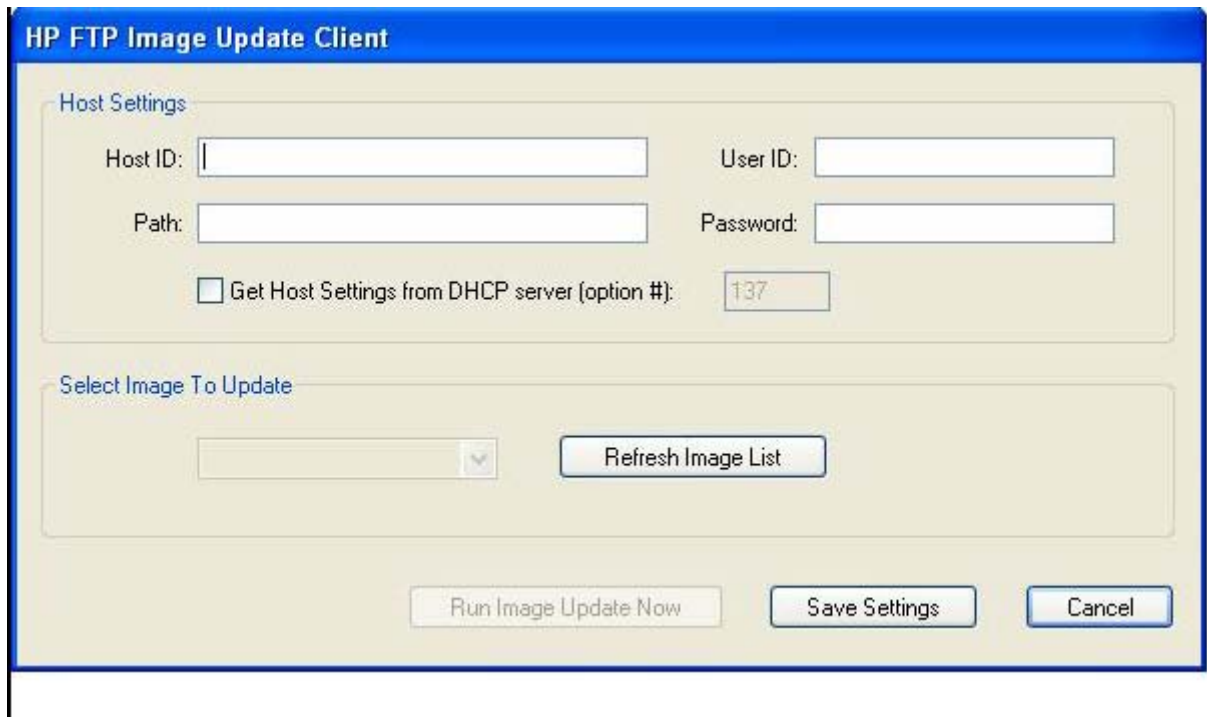 HP FTP Image Update Client
Host Settings
Host ID:
User ID:
Path:
Password:
Get Host Settings from DHCP server (option #):
137
Select Image To Update
Refresh Image List
Run Image Update Now
Save Settings
Cancel